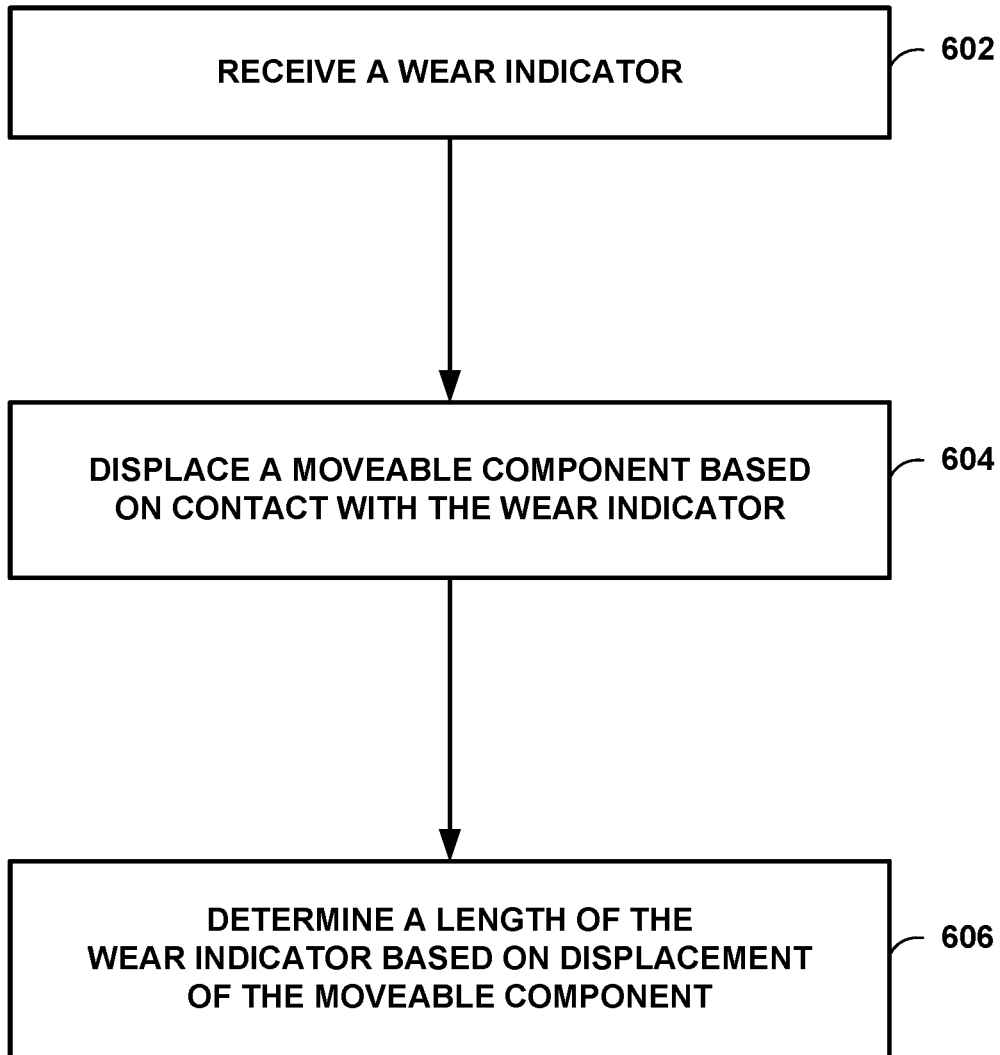 RECEIVE A WEAR INDICATOR
602
DISPLACE A MOVEABLE COMPONENT BASED
ON CONTACT WITH THE WEAR INDICATOR
604
DETERMINE A LENGTH OF THE
WEAR INDICATOR BASED ON DISPLACEMENT
OF THE MOVEABLE COMPONENT
606